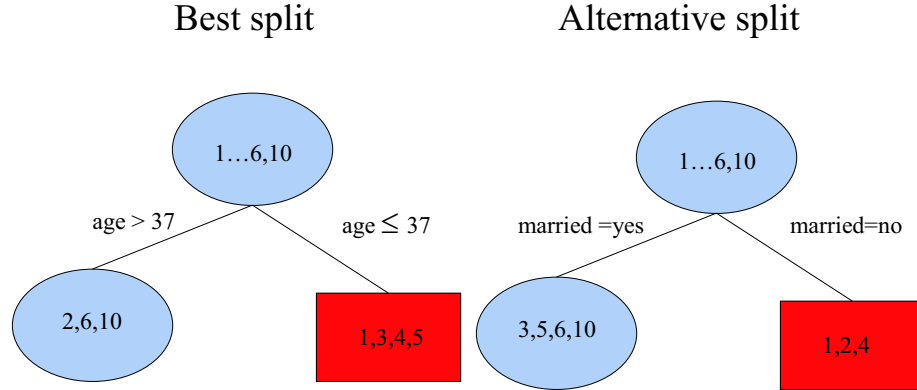 Best split
Alternative split
1…6,10
age > 37
age ≤ 37
2,6,10
1,3,4,5
1…6,10
married =yes
married=no
3,5,6,10
1,2,4